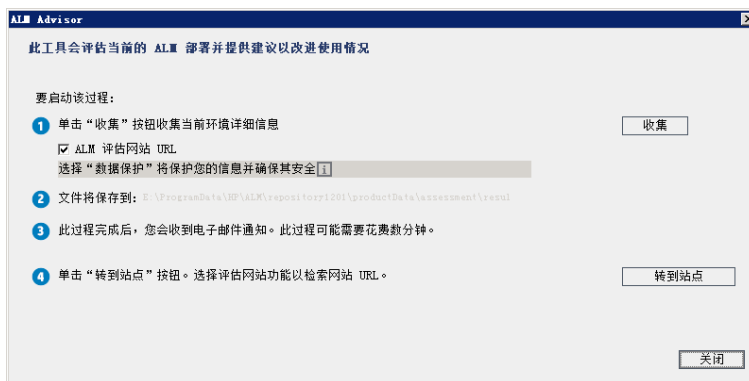 ALM Advisor
此工具会评估当前的 ALM 部署并提供建议以改进使用情况
要启动该过程：
1 单击“收集”按钮收集当前环境详细信息
收集
ALM 评估网站 URL
选择“数据保护”将保护您的信息并确保其安全 i
2 文件将保存到： E:\ProgramData\HP\ALM\repository1201\productData\assessment\resul
3 此过程完成后，您会收到电子邮件通知。此过程可能需要花费数分钟。
4 单击“转到站点”按钮。选择评估网站功能以检索网站 URL。
转到站点
关闭